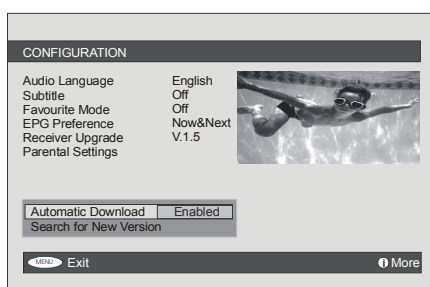 CONFIGURATION
Audio Language English
Subtitle Off
Favourite Mode Off
EPG Preference Now&Next
Receiver Upgrade V.1.5
Parental Settings
Automatic Download Enabled
Search for New Version
MENU Exit i More